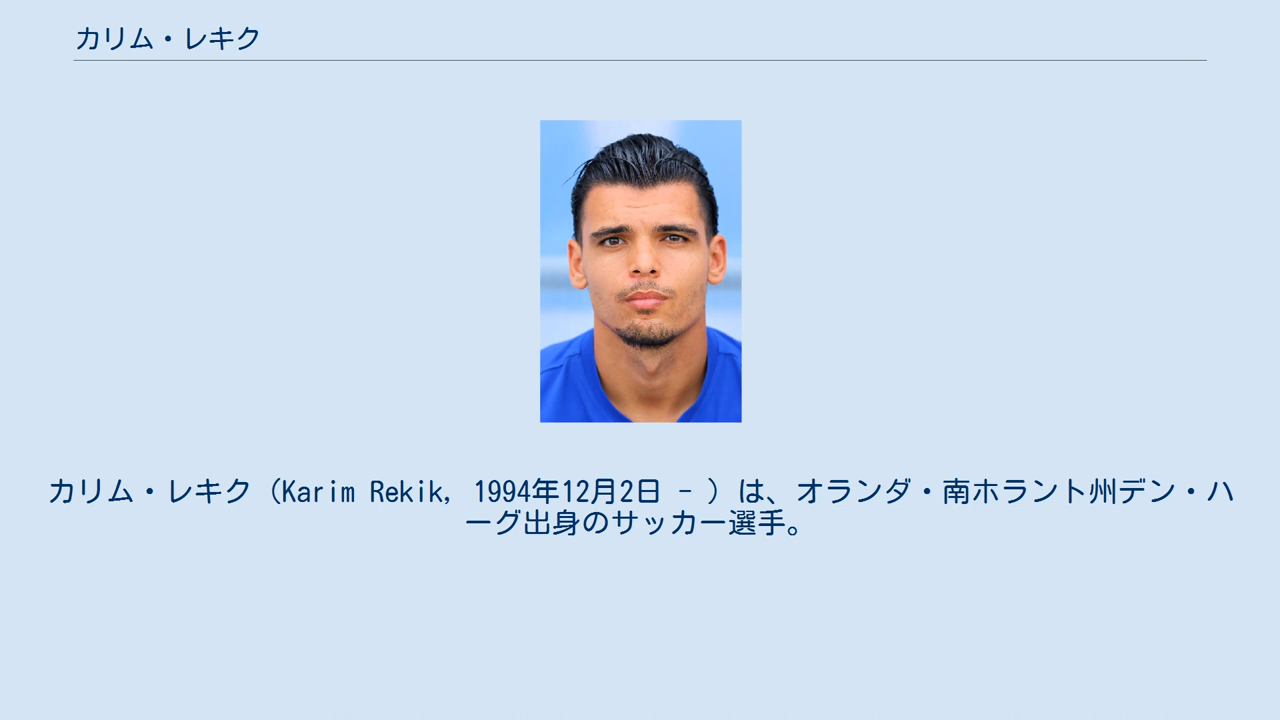 カリム・レキク
カリム・レキク（Karim Rekik, 1994年12月2日 - ）は、オランダ・南ホラント州デン・ハ
ーグ出身のサッカー選手。